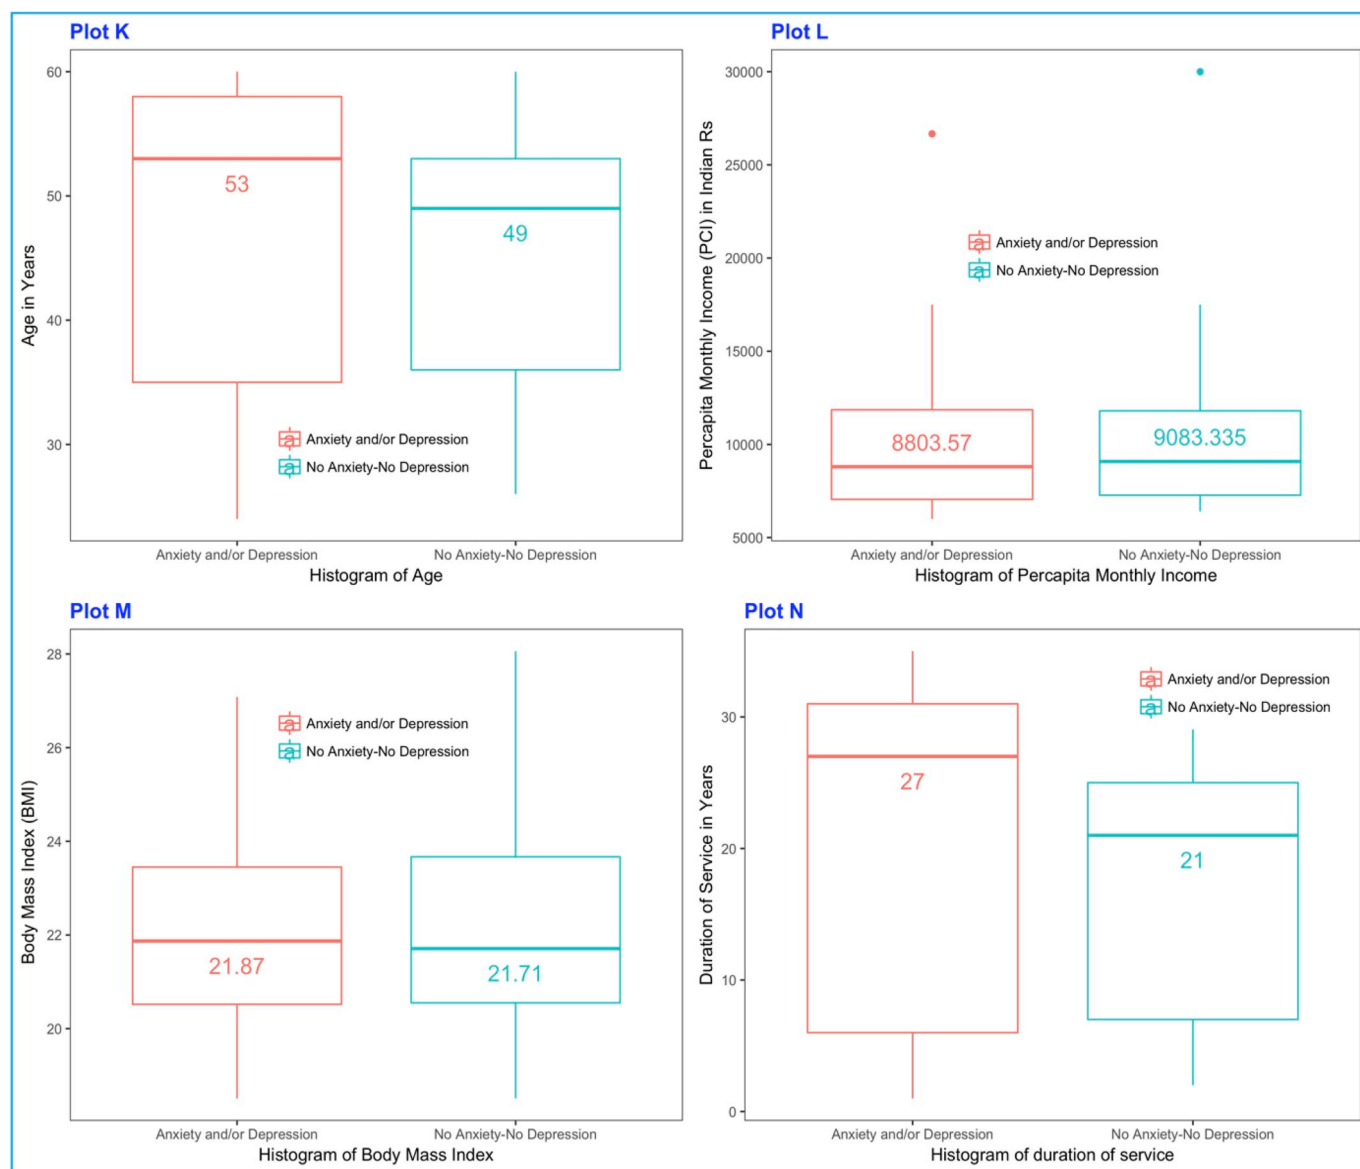 Plot K
60
50
40
30
Age in Years
53
49
Anxiety and/or Depression
No Anxiety-No Depression
Anxiety and/or Depression
No Anxiety-No Depression
Histogram of Age
Plot L
30000
25000
20000
15000
10000
5000
Percapita Monthly Income (PCI) in Indian Rs
Anxiety and/or Depression
No Anxiety-No Depression
8803.57
9083.335
Anxiety and/or Depression
No Anxiety-No Depression
Histogram of Percapita Monthly Income
Plot M
28
26
24
22
20
Body Mass Index (BMI)
Anxiety and/or Depression
No Anxiety-No Depression
21.87
21.71
Anxiety and/or Depression
No Anxiety-No Depression
Histogram of Body Mass Index
Plot N
30
20
10
0
Duration of Service in Years
Anxiety and/or Depression
No Anxiety-No Depression
27
21
Anxiety and/or Depression
No Anxiety-No Depression
Histogram of duration of service